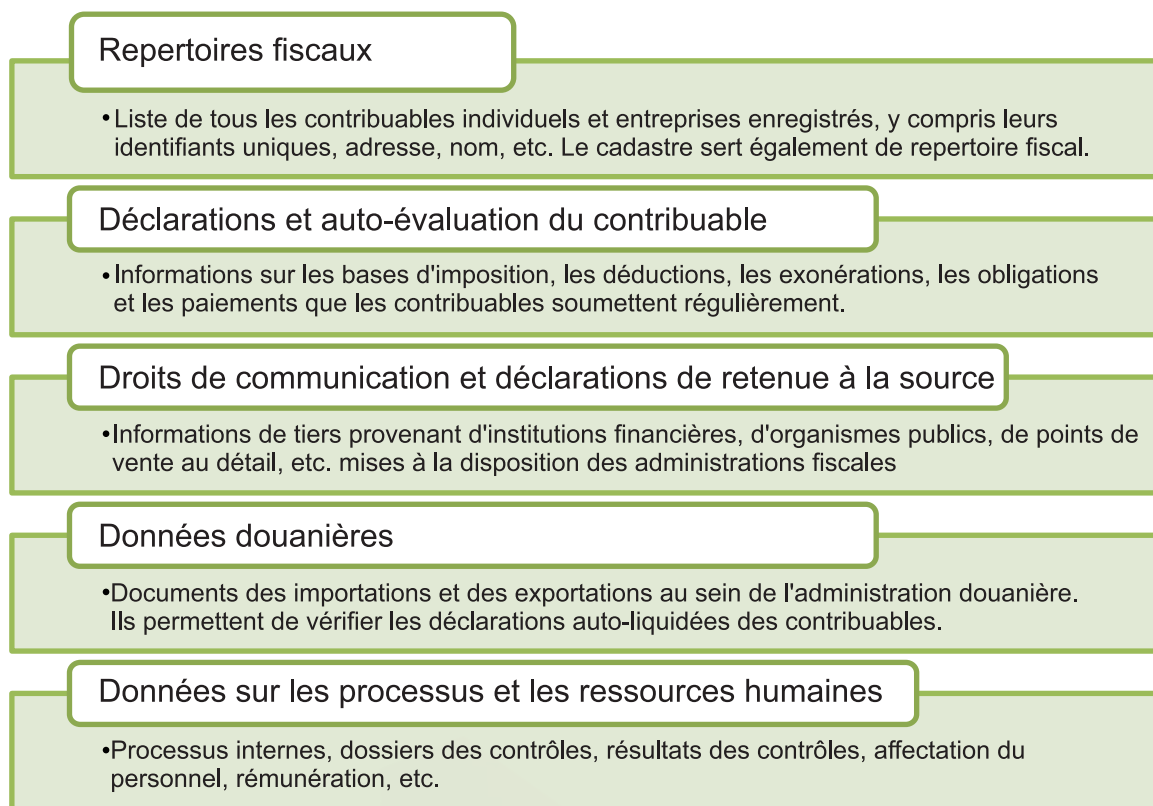 Repertoires fiscaux
•Liste de tous les contribuables individuels et entreprises enregistrés, y compris leurs
identifiants uniques, adresse, nom, etc. Le cadastre sert également de repertoire fiscal.
Déclarations et auto-évaluation du contribuable
•Informations sur les bases d'imposition, les déductions, les exonérations, les obligations
et les paiements que les contribuables soumettent régulièrement.
Droits de communication et déclarations de retenue à la source
•Informations de tiers provenant d'institutions financières, d'organismes publics, de points de
vente au détail, etc. mises à la disposition des administrations fiscales
Données douanières
•Documents des importations et des exportations au sein de l'administration douanière.
Ils permettent de vérifier les déclarations auto-liquidées des contribuables.
Données sur les processus et les ressources humaines
•Processus internes, dossiers des contrôles, résultats des contrôles, affectation du
personnel, rémunération, etc.